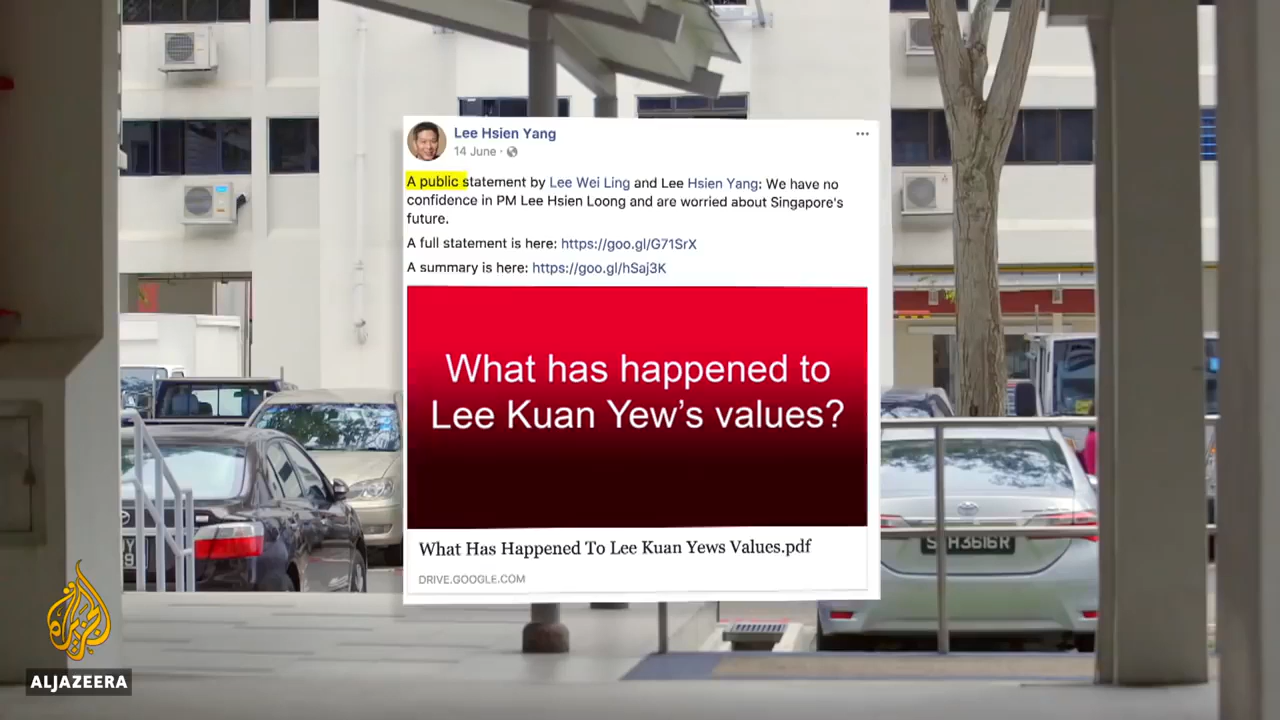 Lee Hsien Yang
14 June
A public statement by Lee Wei Ling and Lee Hsien Yang: We have no
confidence in PM Lee Hsien Loong and are worried about Singapore's
future.
A full statement is here: https://goo.gl/G71SrX
A summary is here: https://goo.gl/hSaj3K
What has happened to
Lee Kuan Yew's values?
What Has Happened To Lee Kuan Yews Values.pdf
DRIVE.GOOGLE.COM
ALJAZEERA